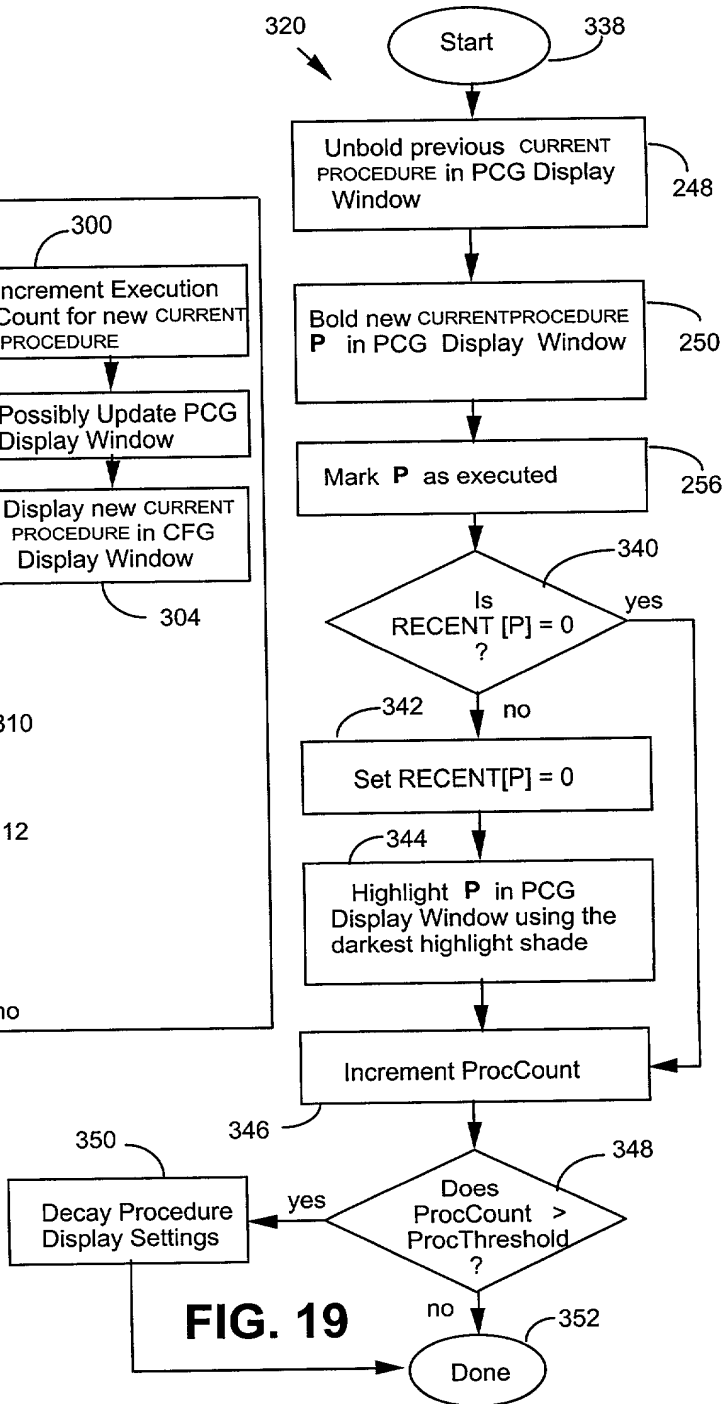 320
Start
338
Unbold previous CURRENT
PROCEDURE in PCG Display
Window
248
300
Increment Execution
Count for new CURRENT
PROCEDURE
Bold new CURRENTPROCEDURE
P in PCG Display Window
250
Possibly Update PCG
Display Window
Mark P as executed
256
Display new CURRENT
PROCEDURE in CFG
Display Window
304
340
Is
RECENT [P] = 0
?
yes
no
342
310
Set RECENT[P] = 0
12
344
Highlight P in PCG
Display Window using the
darkest highlight shade
no
Increment ProcCount
346
350
348
Does
ProcCount >
ProcThreshold
?
yes
Decay Procedure
Display Settings
FIG. 19
no
352
Done